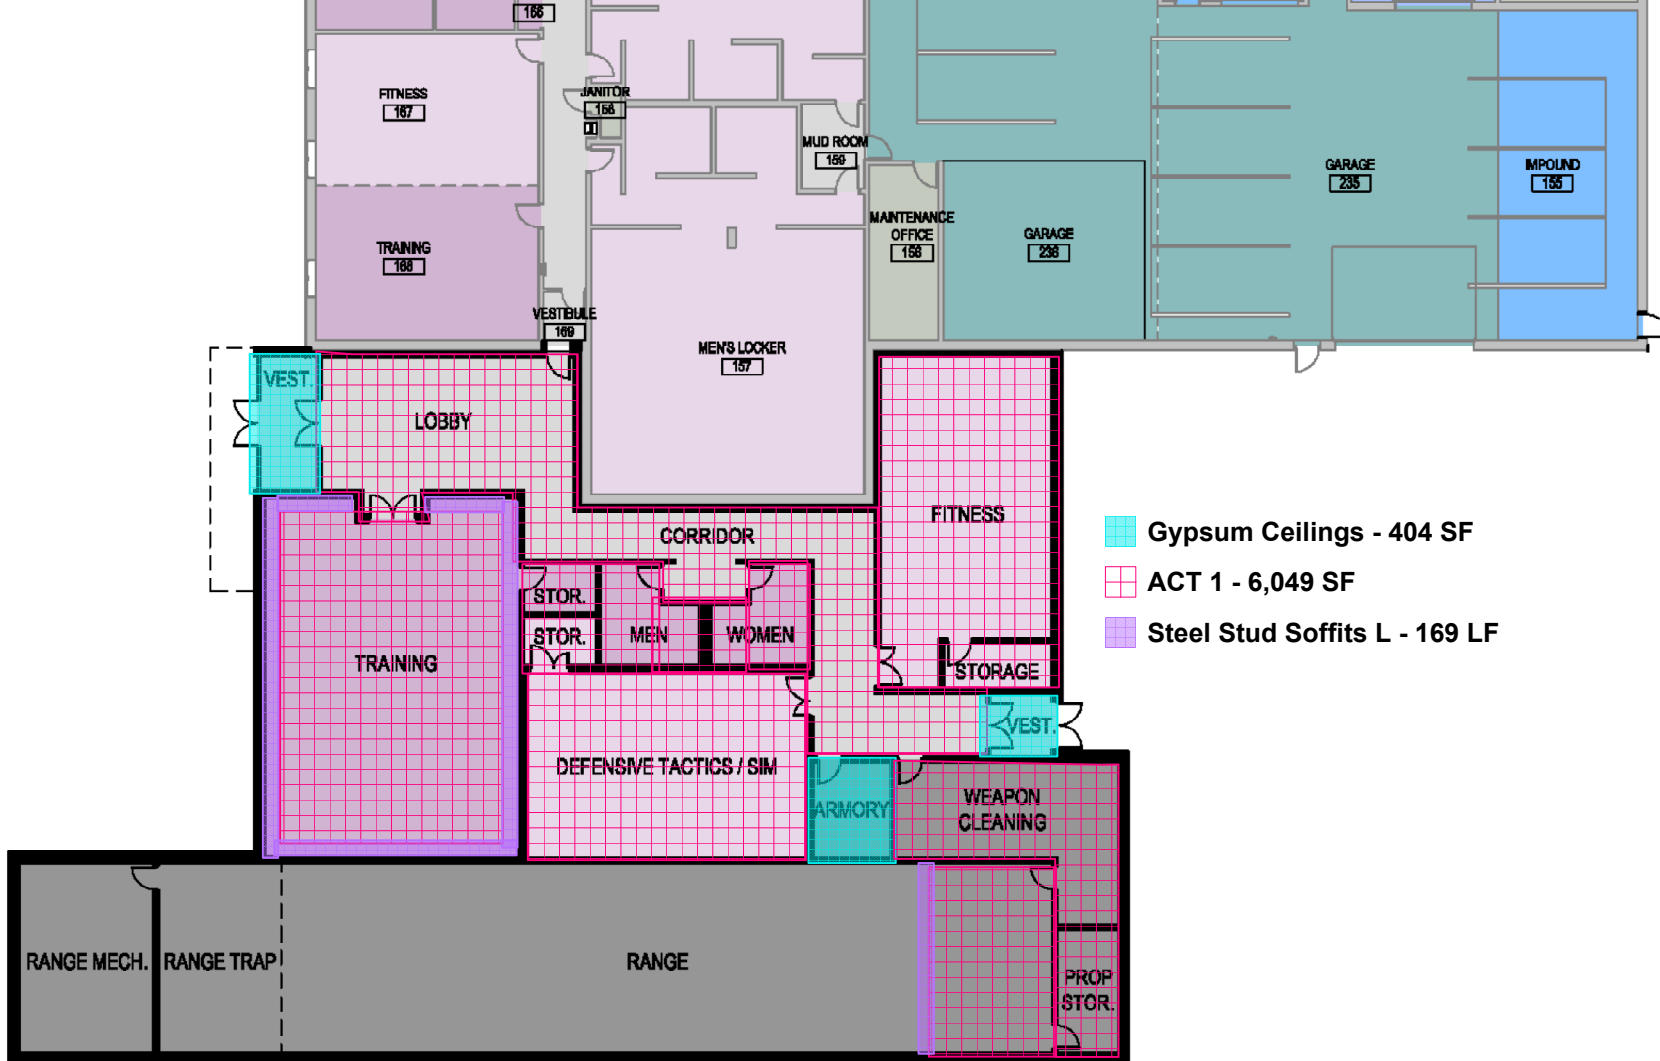 166
FITNESS
167
JANITOR
156
MUD ROOM
159
GARAGE
235
IMPOUND
155
TRAINING
168
MAINTENANCE
OFFICE
158
GARAGE
236
VESTIBULE
169
MEN'S LOCKER
157
VEST.
LOBBY
CORRIDOR
FITNESS
Gypsum Ceilings - 404 SF
ACT 1 - 6,049 SF
Steel Stud Soffits L - 169 LF
STOR.
STOR.
MEN
WOMEN
TRAINING
STORAGE
VEST.
DEFENSIVE TACTICS / SIM
ARMORY
WEAPON
CLEANING
RANGE MECH.
RANGE TRAP
RANGE
PROP
STOR.